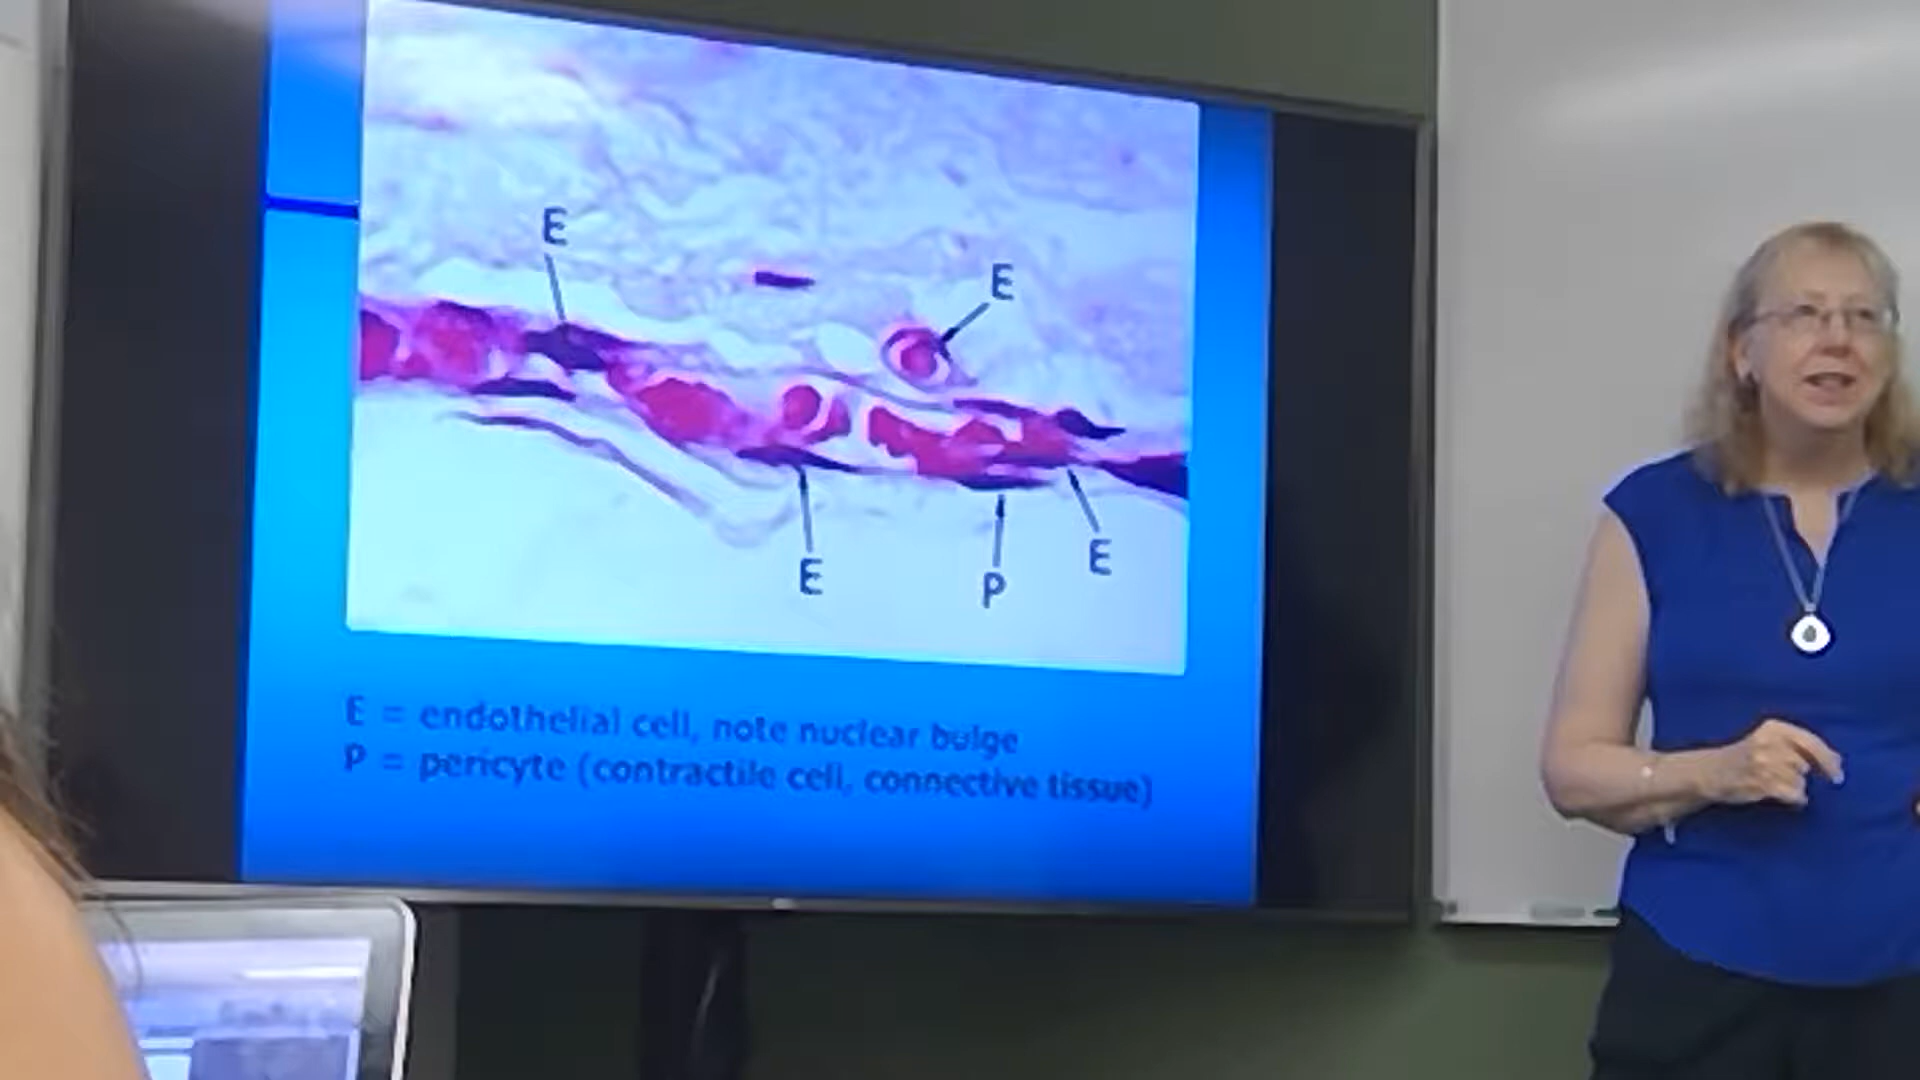 E
E
E
P
E
E = endothelial cell, note nuclear bulge
P = pericyte (contractile cell, connective tissue)